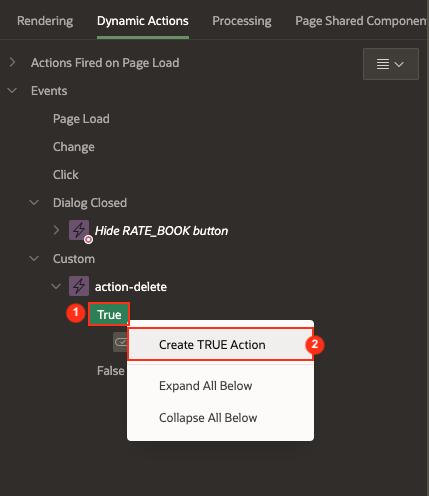 Rendering Dynamic Actions Processing Page Shared Componen
Actions Fired on Page Load
Events
Page Load
Change
Click
Dialog Closed
Hide RATE_BOOK button
Custom
action-delete
1 True
Create TRUE Action 2
False
Expand All Below
Collapse All Below